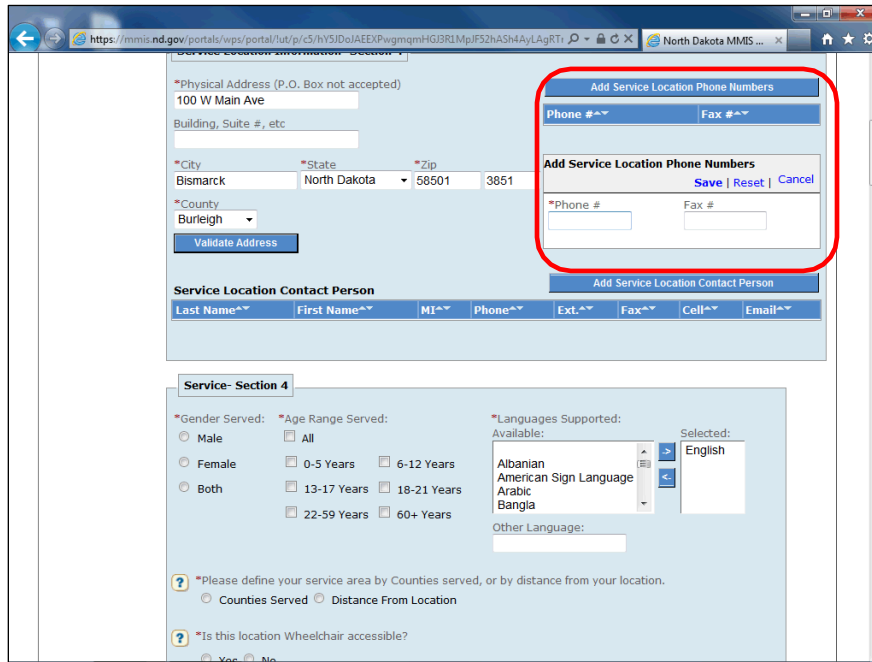 https://mmis.nd.gov/portals/wps/portal/!ut/p/c5/hY5JDoJAEEXPwgmqmHGJ3R1MpJF52hASh4AyLAgRTi
North Dakota MMIS ... ×
Service Location Information- Section
*Physical Address (P.O. Box not accepted)
100 W Main Ave
Building, Suite #, etc
*City *State *Zip
Bismarck North Dakota 58501 3851
*County
Burleigh
Validate Address
Add Service Location Phone Numbers
Phone # Fax #
Add Service Location Phone Numbers
Save | Reset | Cancel
*Phone # Fax #
Service Location Contact Person
Add Service Location Contact Person
Last Name First Name MI Phone Ext. Fax Cell Email
Service- Section 4
*Gender Served: *Age Range Served:
Male All
Female 0-5 Years 6-12 Years
Both 13-17 Years 18-21 Years
22-59 Years 60+ Years
*Languages Supported:
Available: Selected:
Albanian
American Sign Language
Arabic
Bangla
->
<-
English
Other Language:
? *Please define your service area by Counties served, or by distance from your location.
Counties Served Distance From Location
? *Is this location Wheelchair accessible?
Yes No